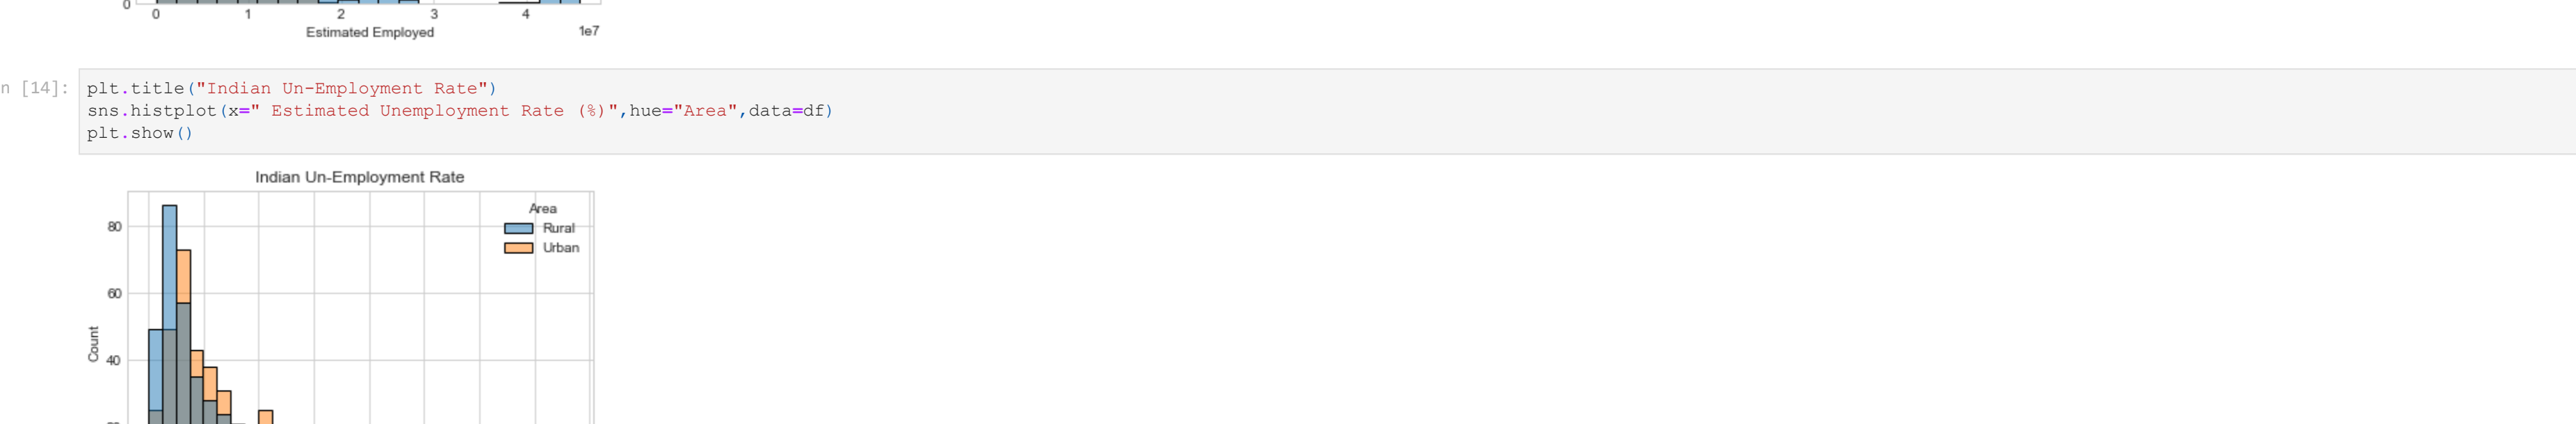 0
0 1 2 3 4
Estimated Employed 1e7
n [14]:
plt.title("Indian Un-Employment Rate")
sns.histplot(x=" Estimated Unemployment Rate (%)",hue="Area",data=df)
plt.show()
Indian Un-Employment Rate
Area
Rural
Urban
80
60
Count
40